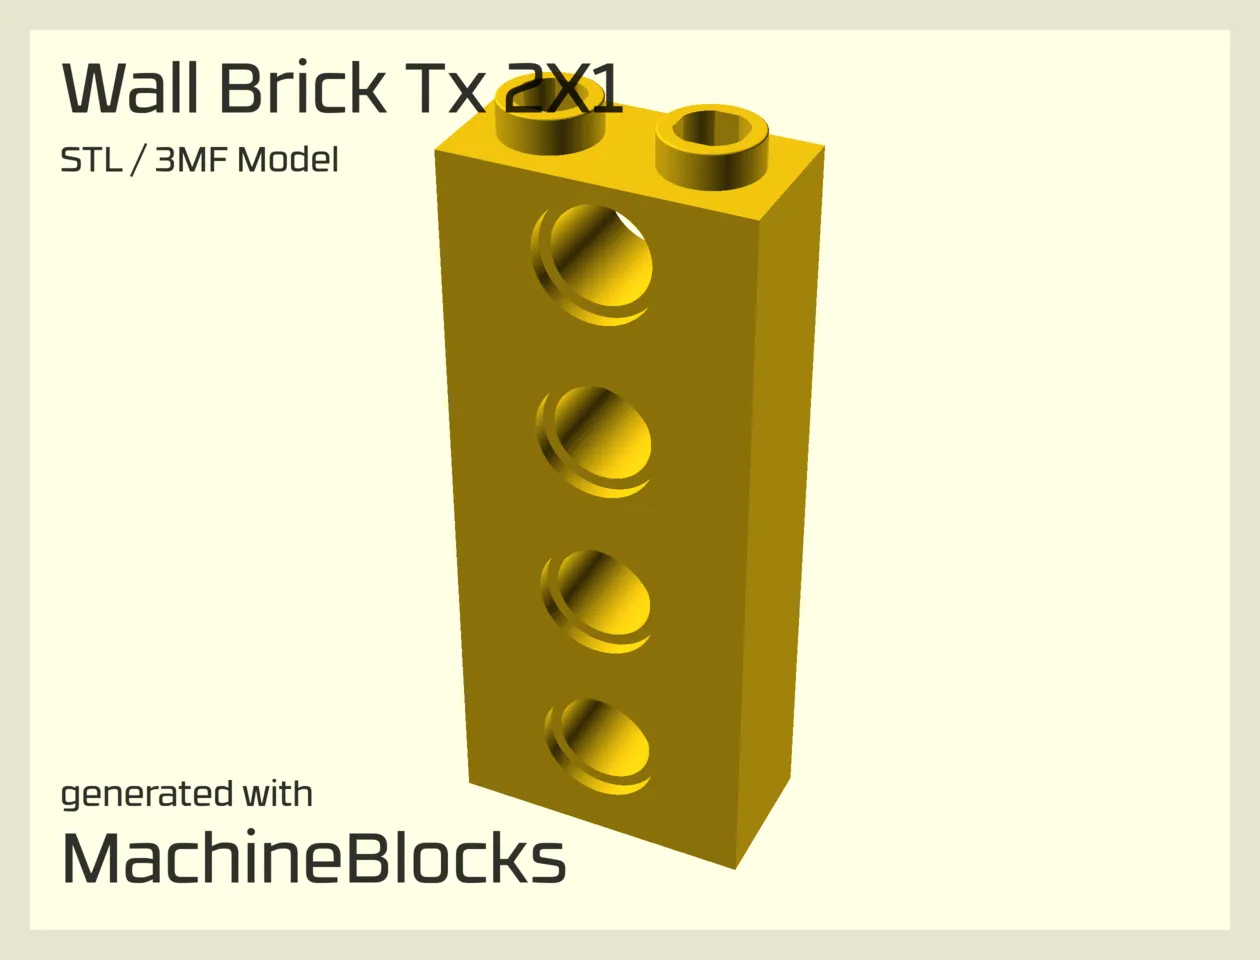 Wall Brick Tx 2X1
STL / 3MF Model
generated with
MachineBlocks